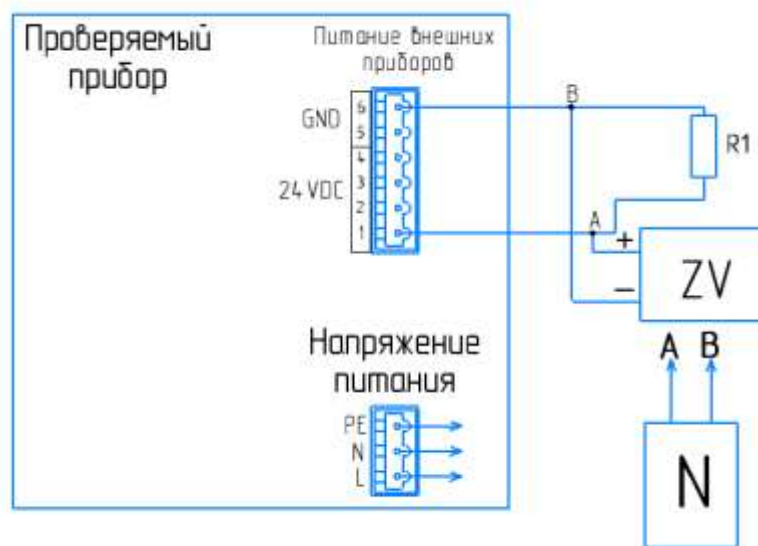 Проверяемый
прибор
Питание внешних
приборов
GND
24 VDC
6
5
4
3
2
1
B
A
R1
+
−
ZV
A B
N
Напряжение
питания
PE
N
L